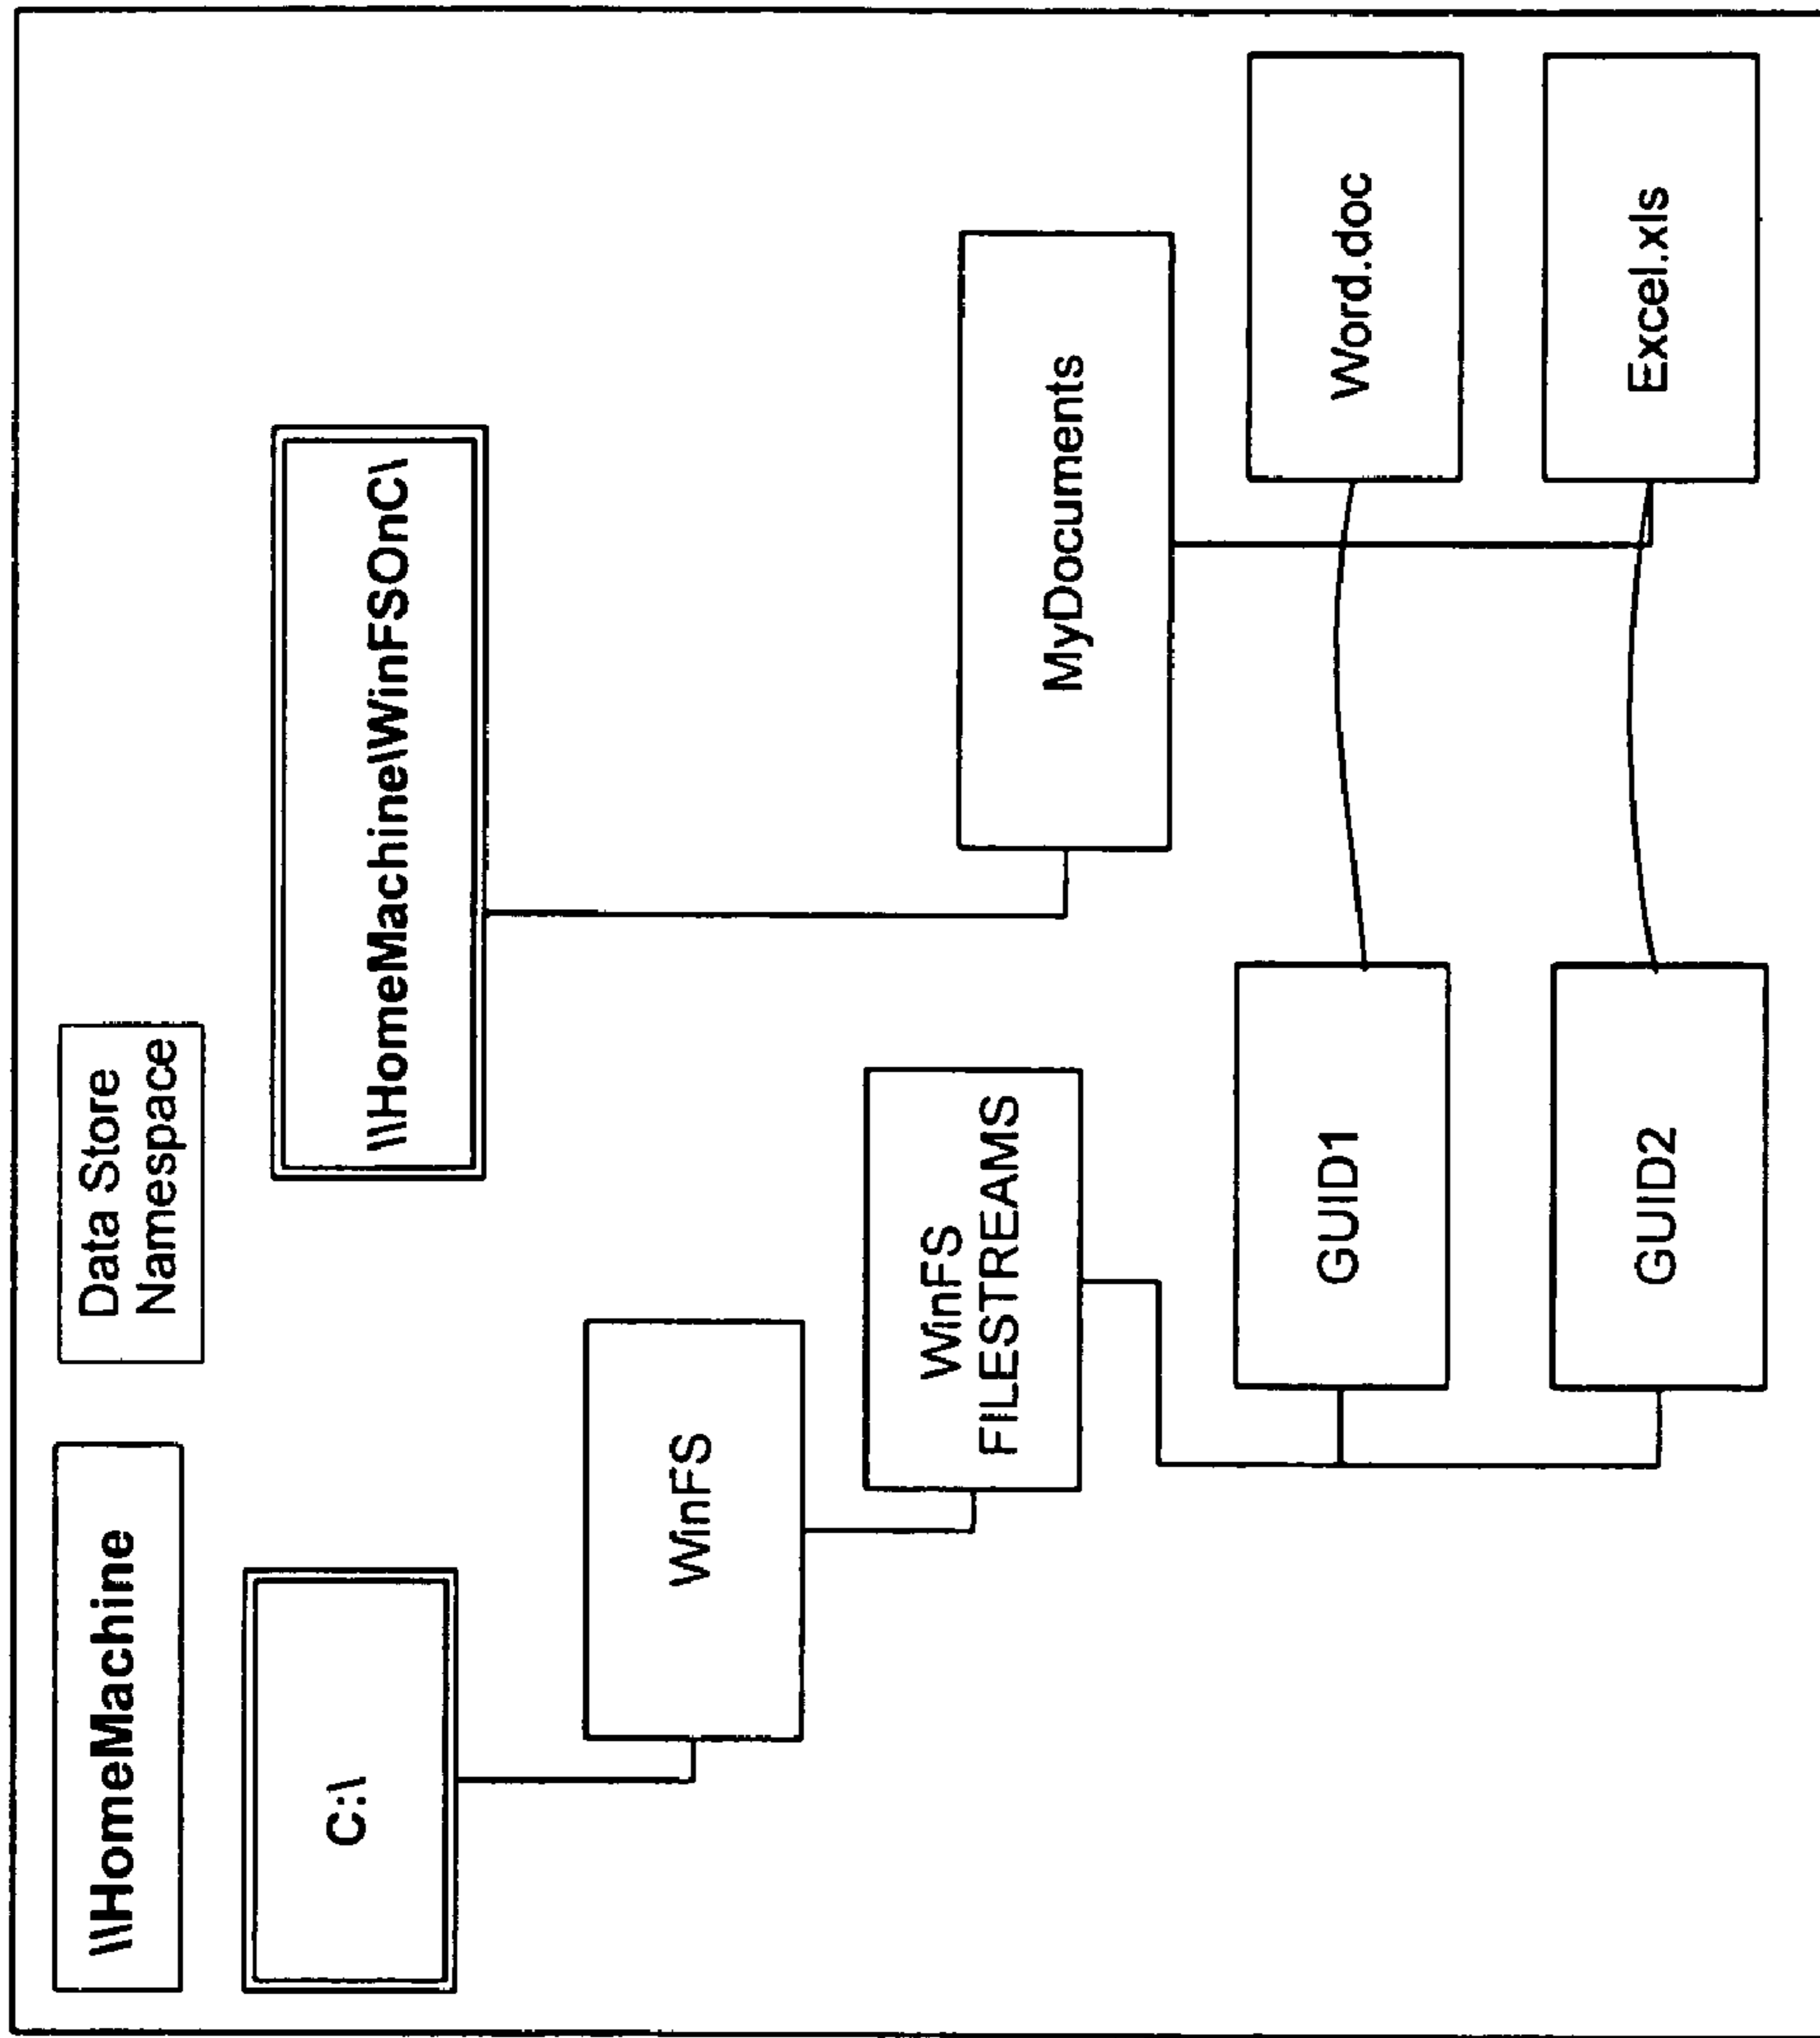 \\HomeMachine
Data Store
Namespace
C:\
\\HomeMachine\WinFSOnC\
WinFS
WinFS
FILESTREAMS
MyDocuments
GUID1
Word.doc
GUID2
Excel.xls